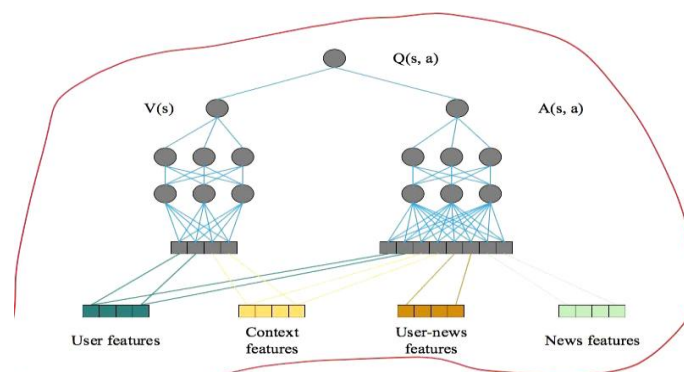 Q(s, a)
V(s)
A(s, a)
User features
Context
features
User-news
features
News features